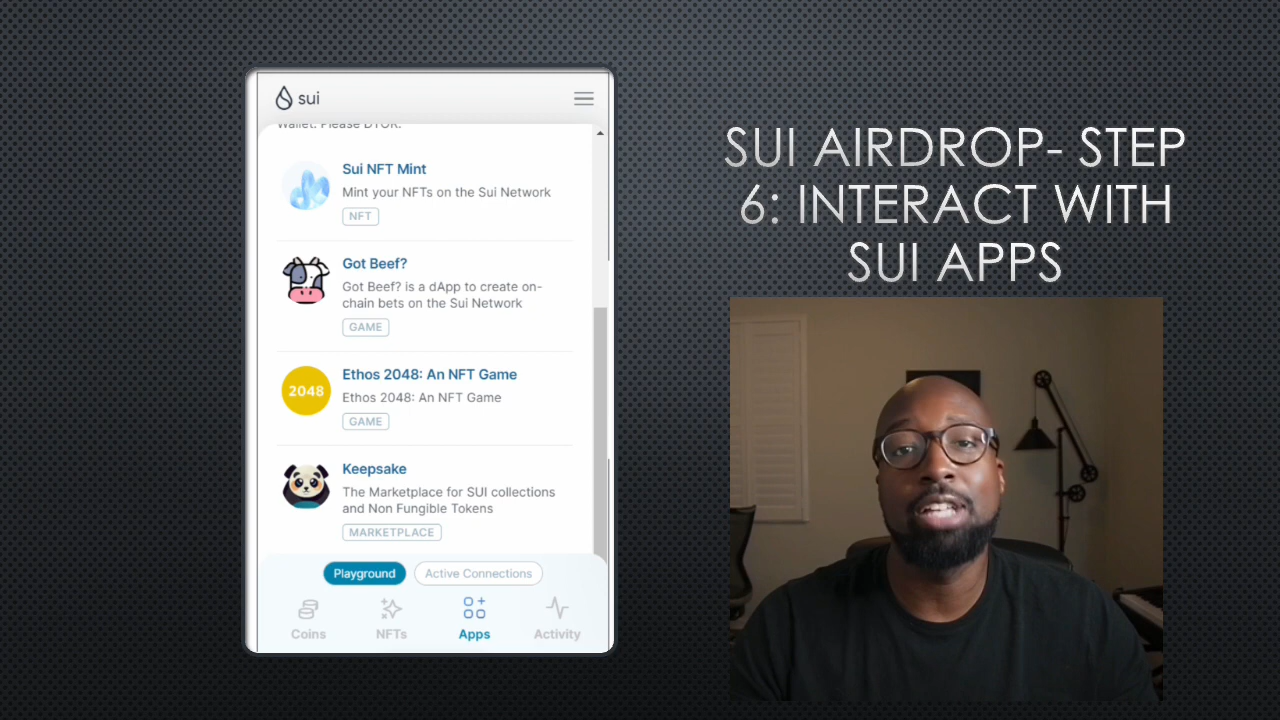 sui
Wallet. Please DYOR.
Sui NFT Mint
Mint your NFTs on the Sui Network
NFT
Got Beef?
Got Beef? is a dApp to create on-
chain bets on the Sui Network
GAME
2048
Ethos 2048: An NFT Game
Ethos 2048: An NFT Game
GAME
Keepsake
The Marketplace for SUI collections
and Non Fungible Tokens
MARKETPLACE
Playground
Active Connections
Coins
NFTs
Apps
Activity
SUI AIRDROP- STEP
6: INTERACT WITH
SUI APPS